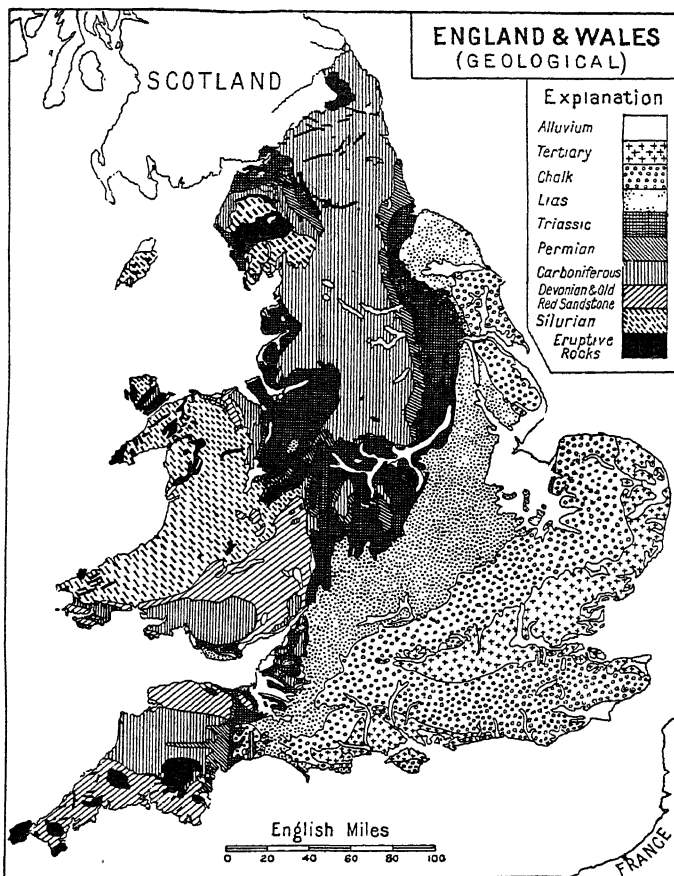 ENGLAND & WALES
(GEOLOGICAL)
SCOTLAND
Explanation
Alluvium
Tertiary
Chalk
Lias
Triassic
Permian
Carboniferous
Devonian & Old
Red Sandstone
Silurian
Eruptive
Rocks
English Miles
0 20 40 60 80 100
FRANCE